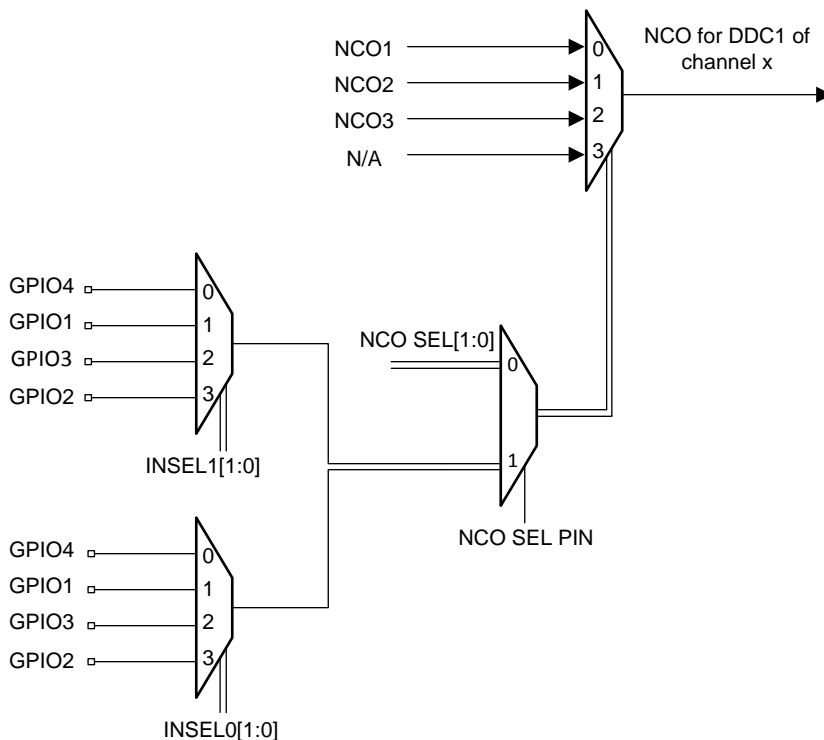 NCO1
NCO2
NCO3
N/A
0
1
2
3
NCO for DDC1 of
channel x
GPIO4
GPIO1
GPIO3
GPIO2
0
1
2
3
INSEL1[1:0]
NCO SEL[1:0]
0
1
NCO SEL PIN
GPIO4
GPIO1
GPIO3
GPIO2
0
1
2
3
INSEL0[1:0]